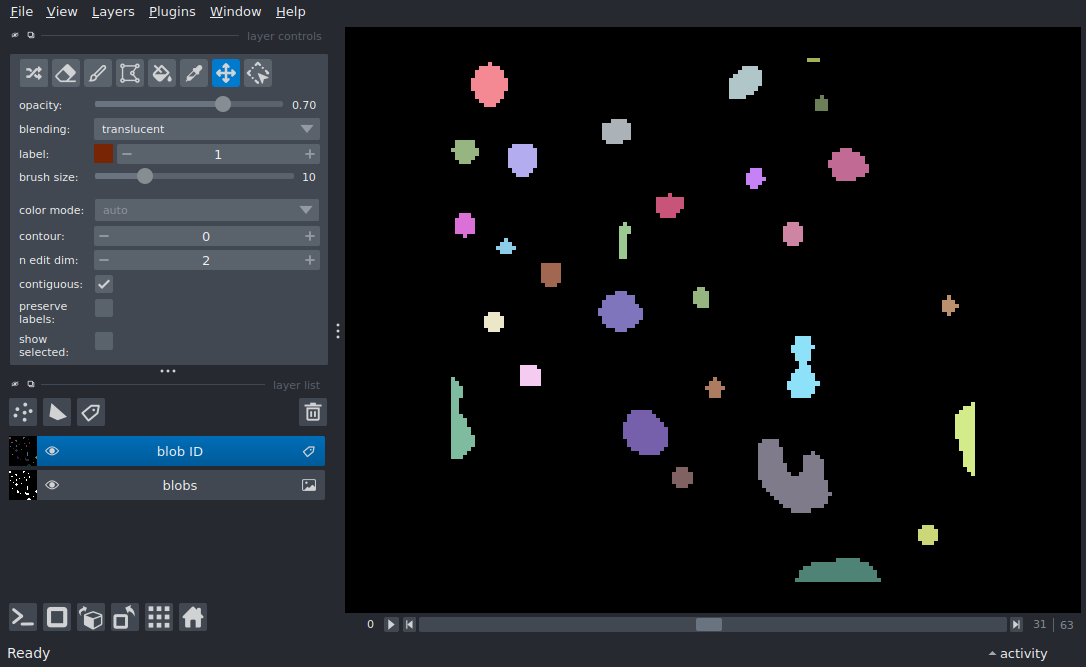 File View Layers Plugins Window Help
layer controls
opacity: 0.70
blending: translucent
label: 1
brush size: 10
color mode: auto
contour: 0
n edit dim: 2
contiguous:
preserve
labels:
show
selected:
layer list
blob ID
blobs
0 31 | 63
Ready
activity